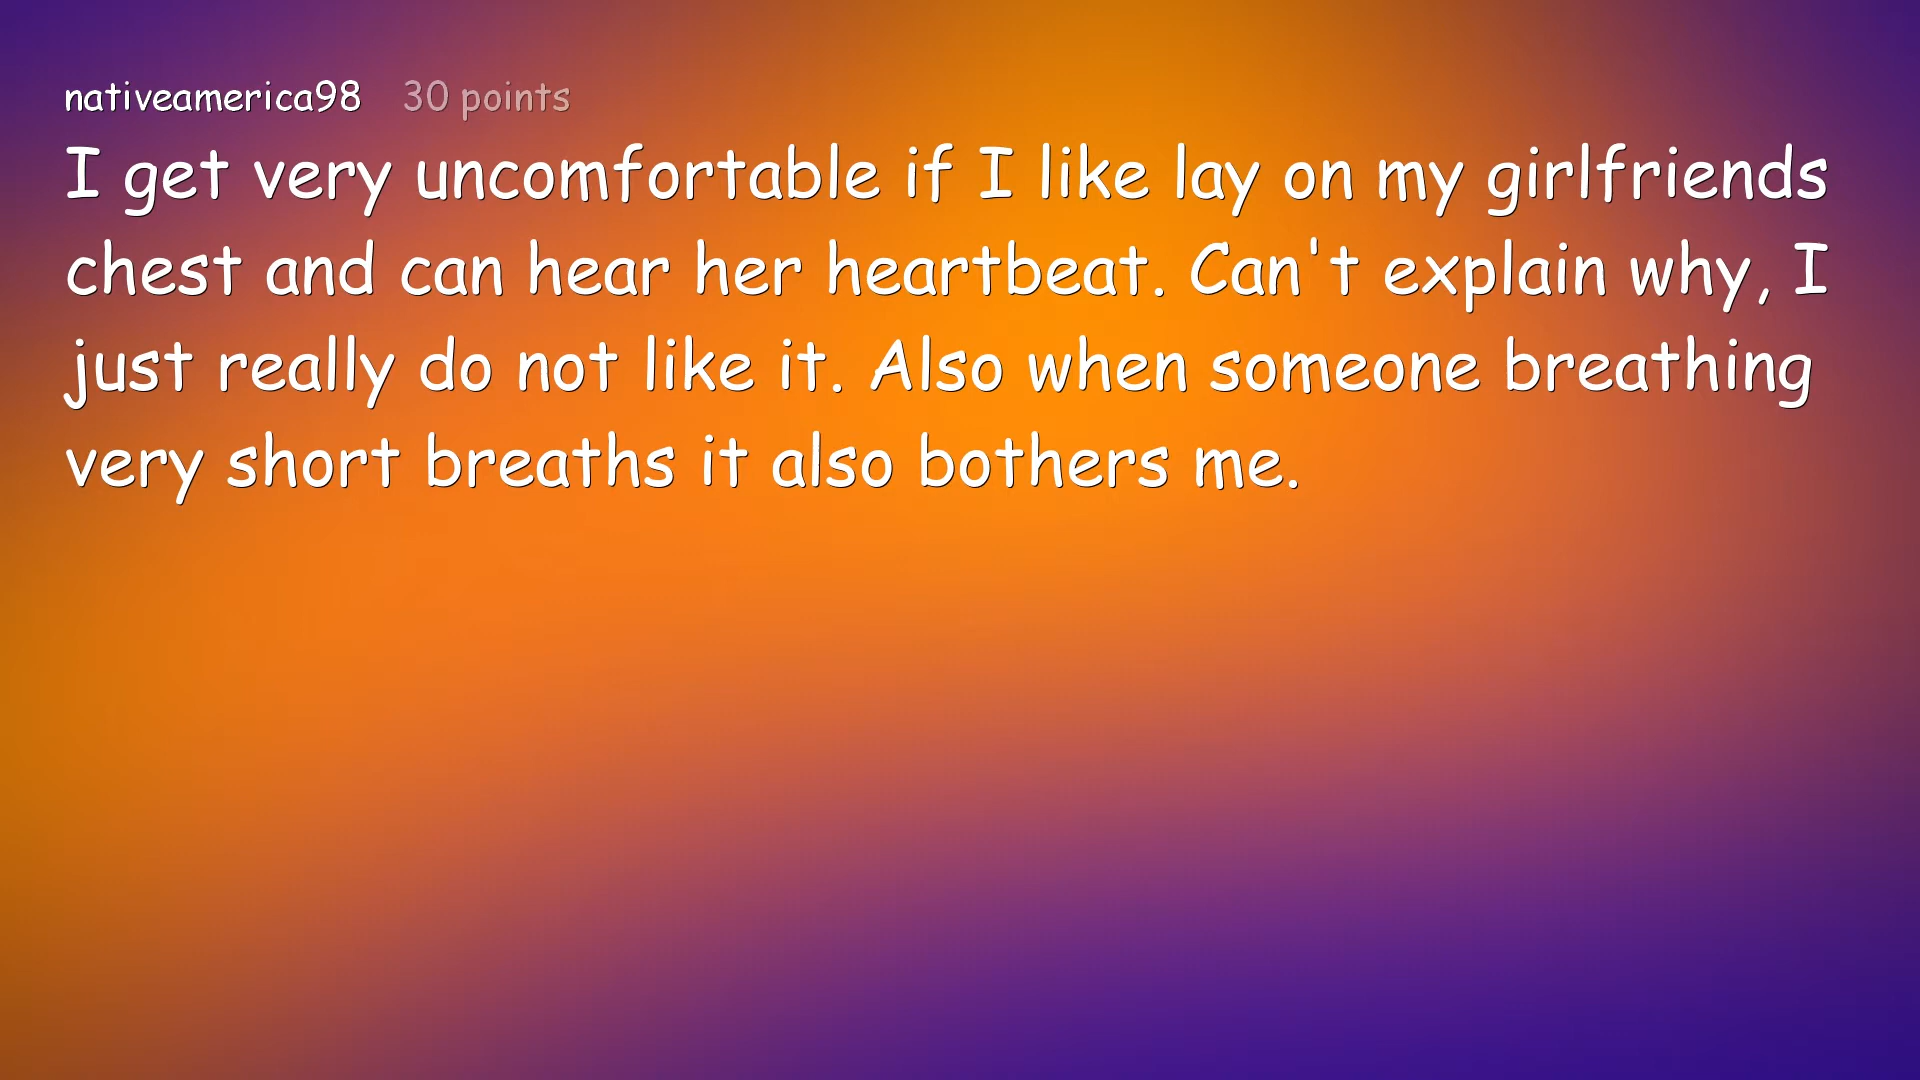 nativeamerica98 30 points
I get very uncomfortable if I like lay on my girlfriends
chest and can hear her heartbeat. Can't explain why, I
just really do not like it. Also when someone breathing
very short breaths it also bothers me.